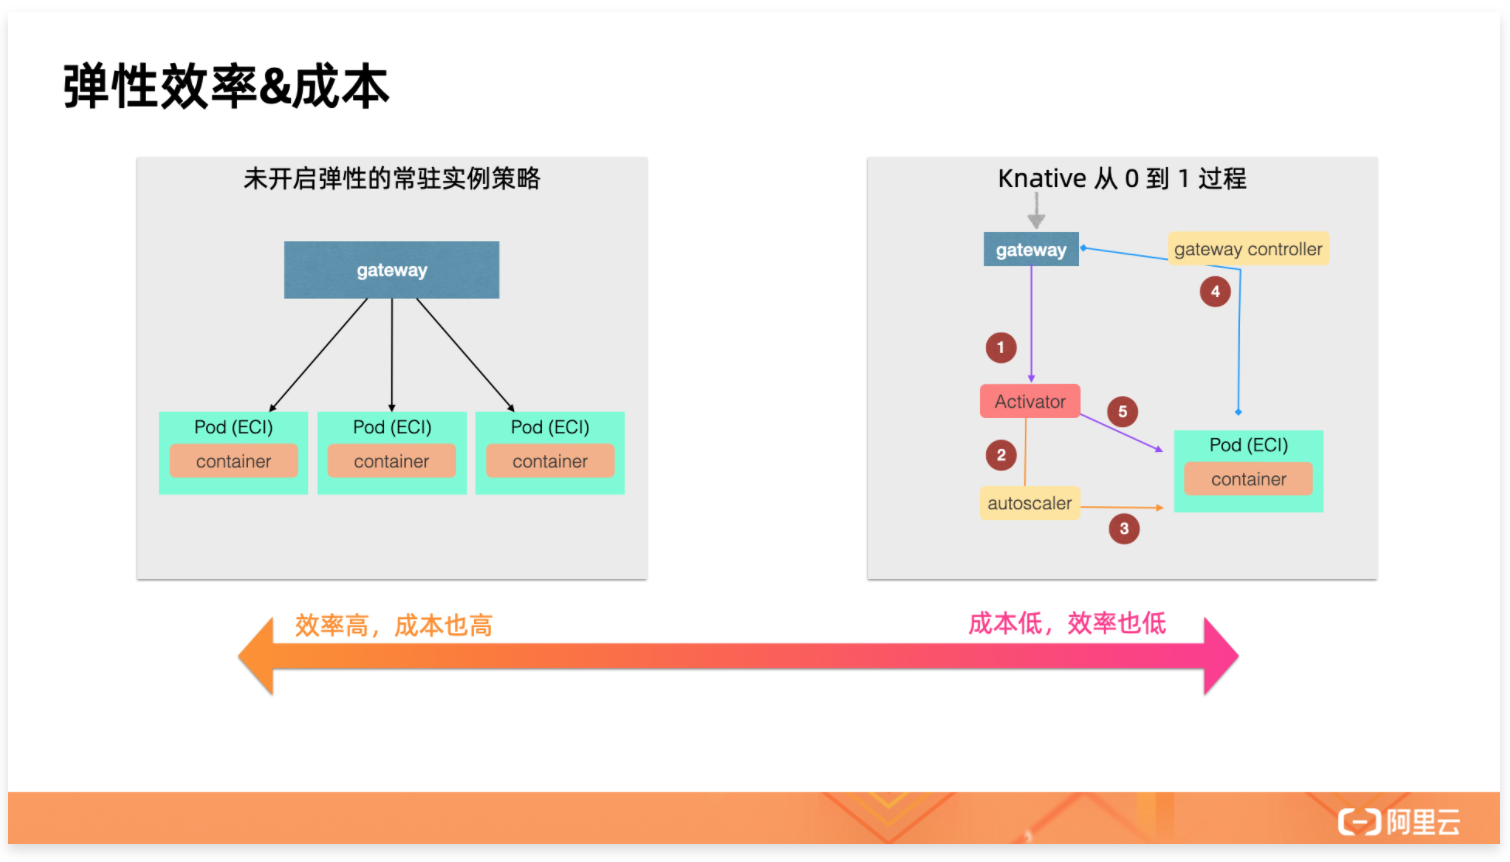 弹性效率&成本
未开启弹性的常驻实例策略
gateway
Pod (ECI)
container
Pod (ECI)
container
Pod (ECI)
container
Knative 从 0 到 1 过程
gateway
gateway controller
4
1
Activator
5
2
Pod (ECI)
container
autoscaler
3
效率高，成本也高
成本低，效率也低
阿里云